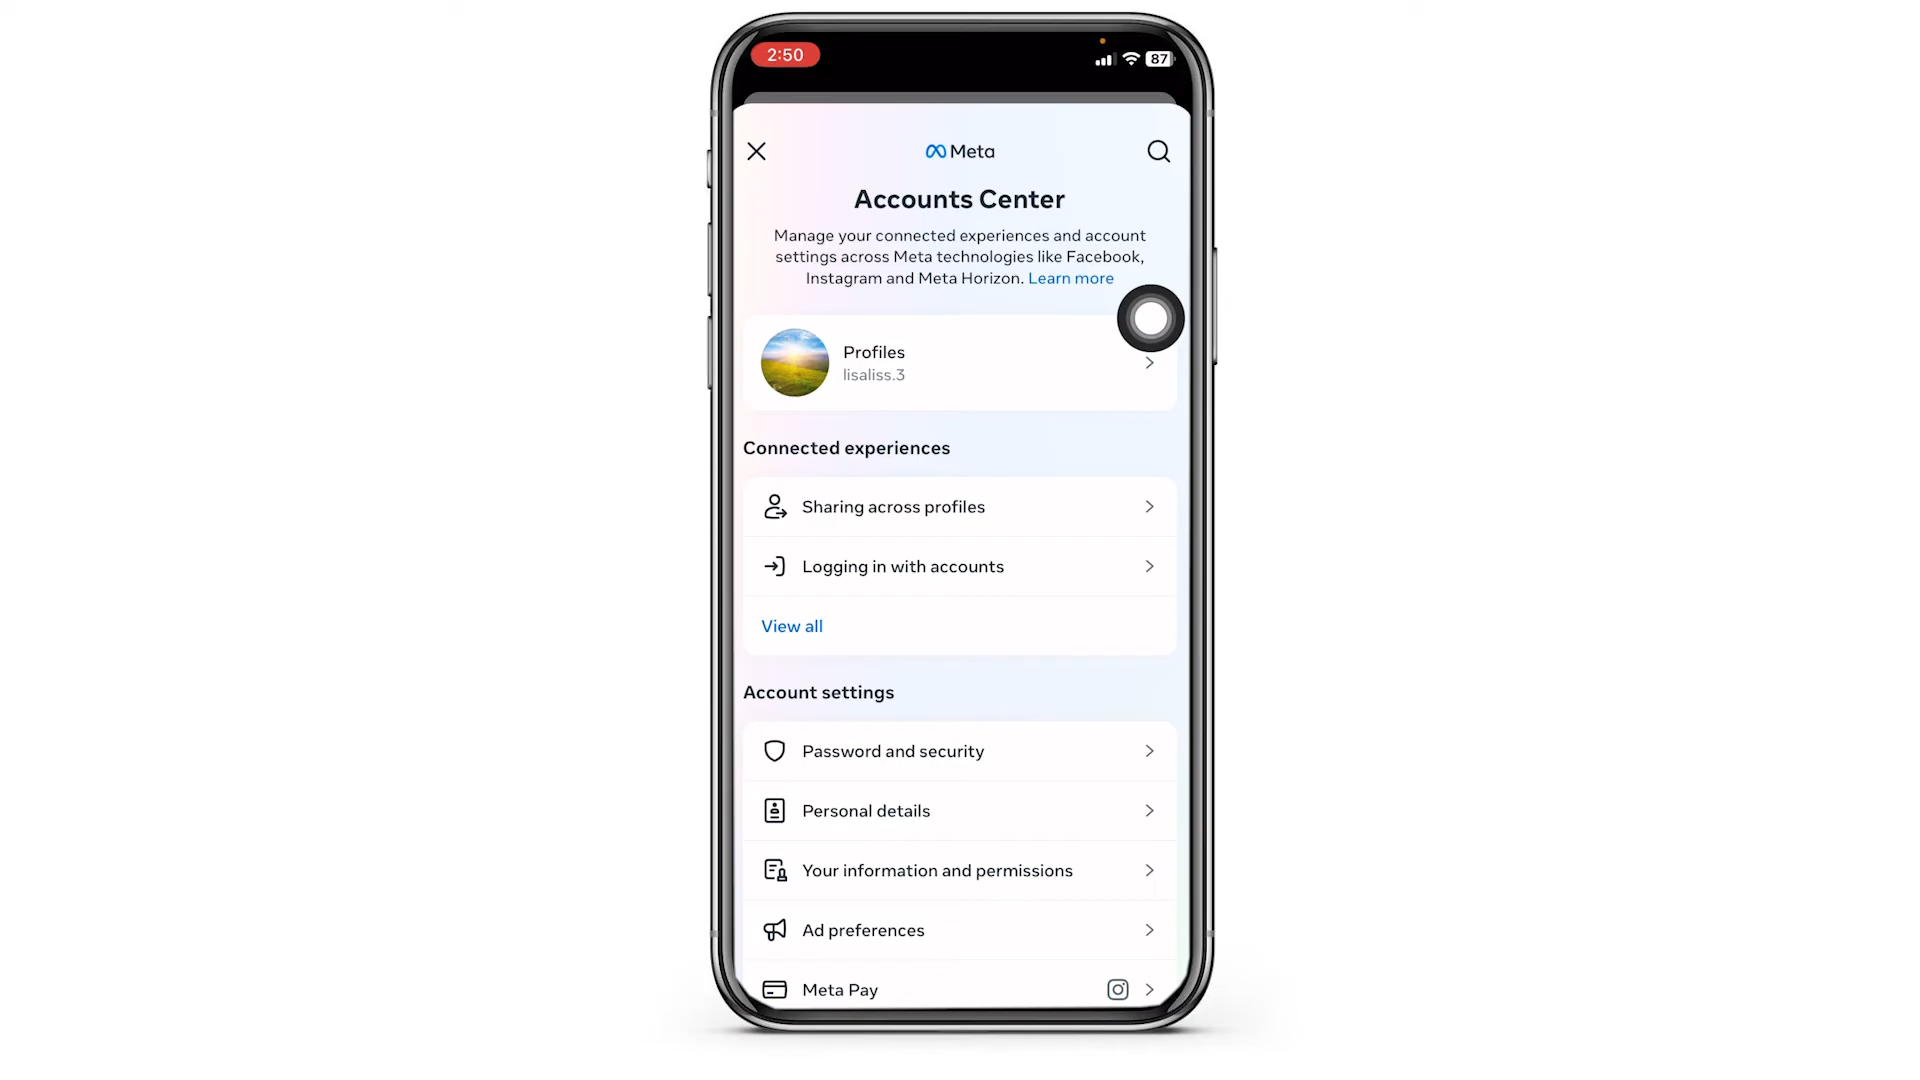 2:50
87
Meta
Accounts Center
Manage your connected experiences and account
settings across Meta technologies like Facebook,
Instagram and Meta Horizon. Learn more
Profiles
lisaliss.3
Connected experiences
Sharing across profiles
Logging in with accounts
View all
Account settings
Password and security
Personal details
Your information and permissions
Ad preferences
Meta Pay